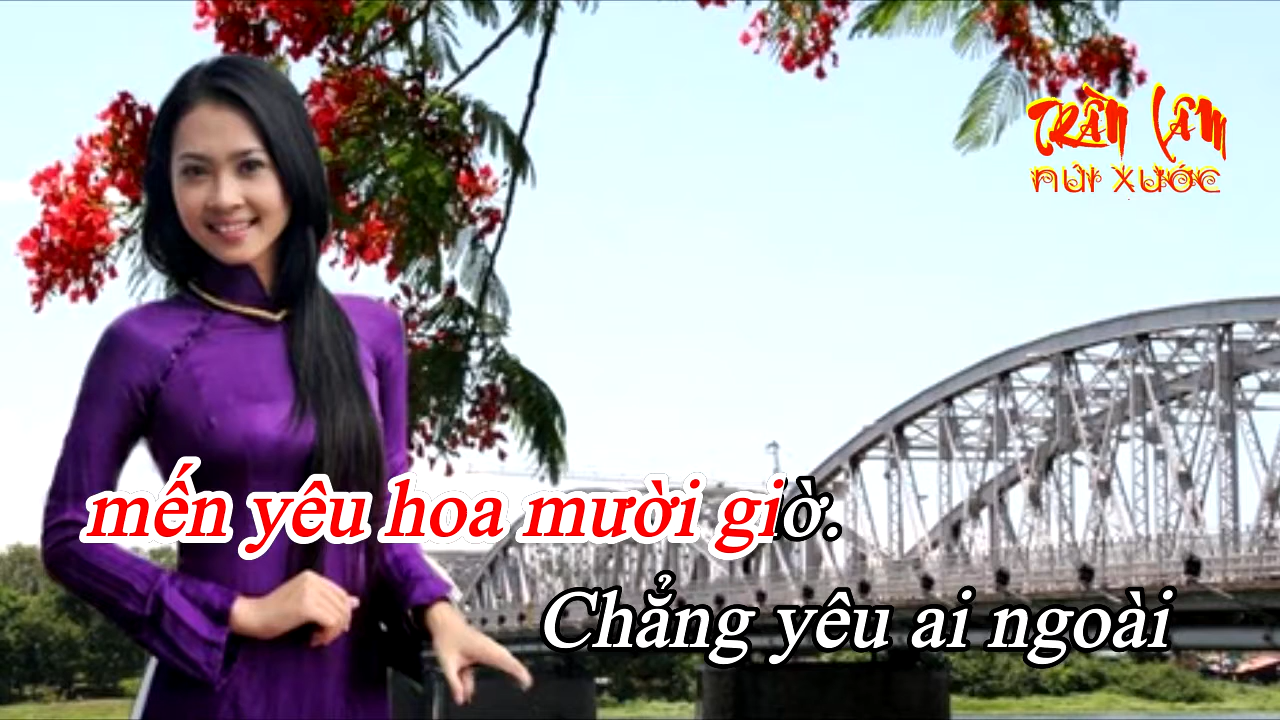 TRẦN LÂM
NÚI XƯỚC
mến yêu hoa mười giờ.
Chẳng yêu ai ngoài